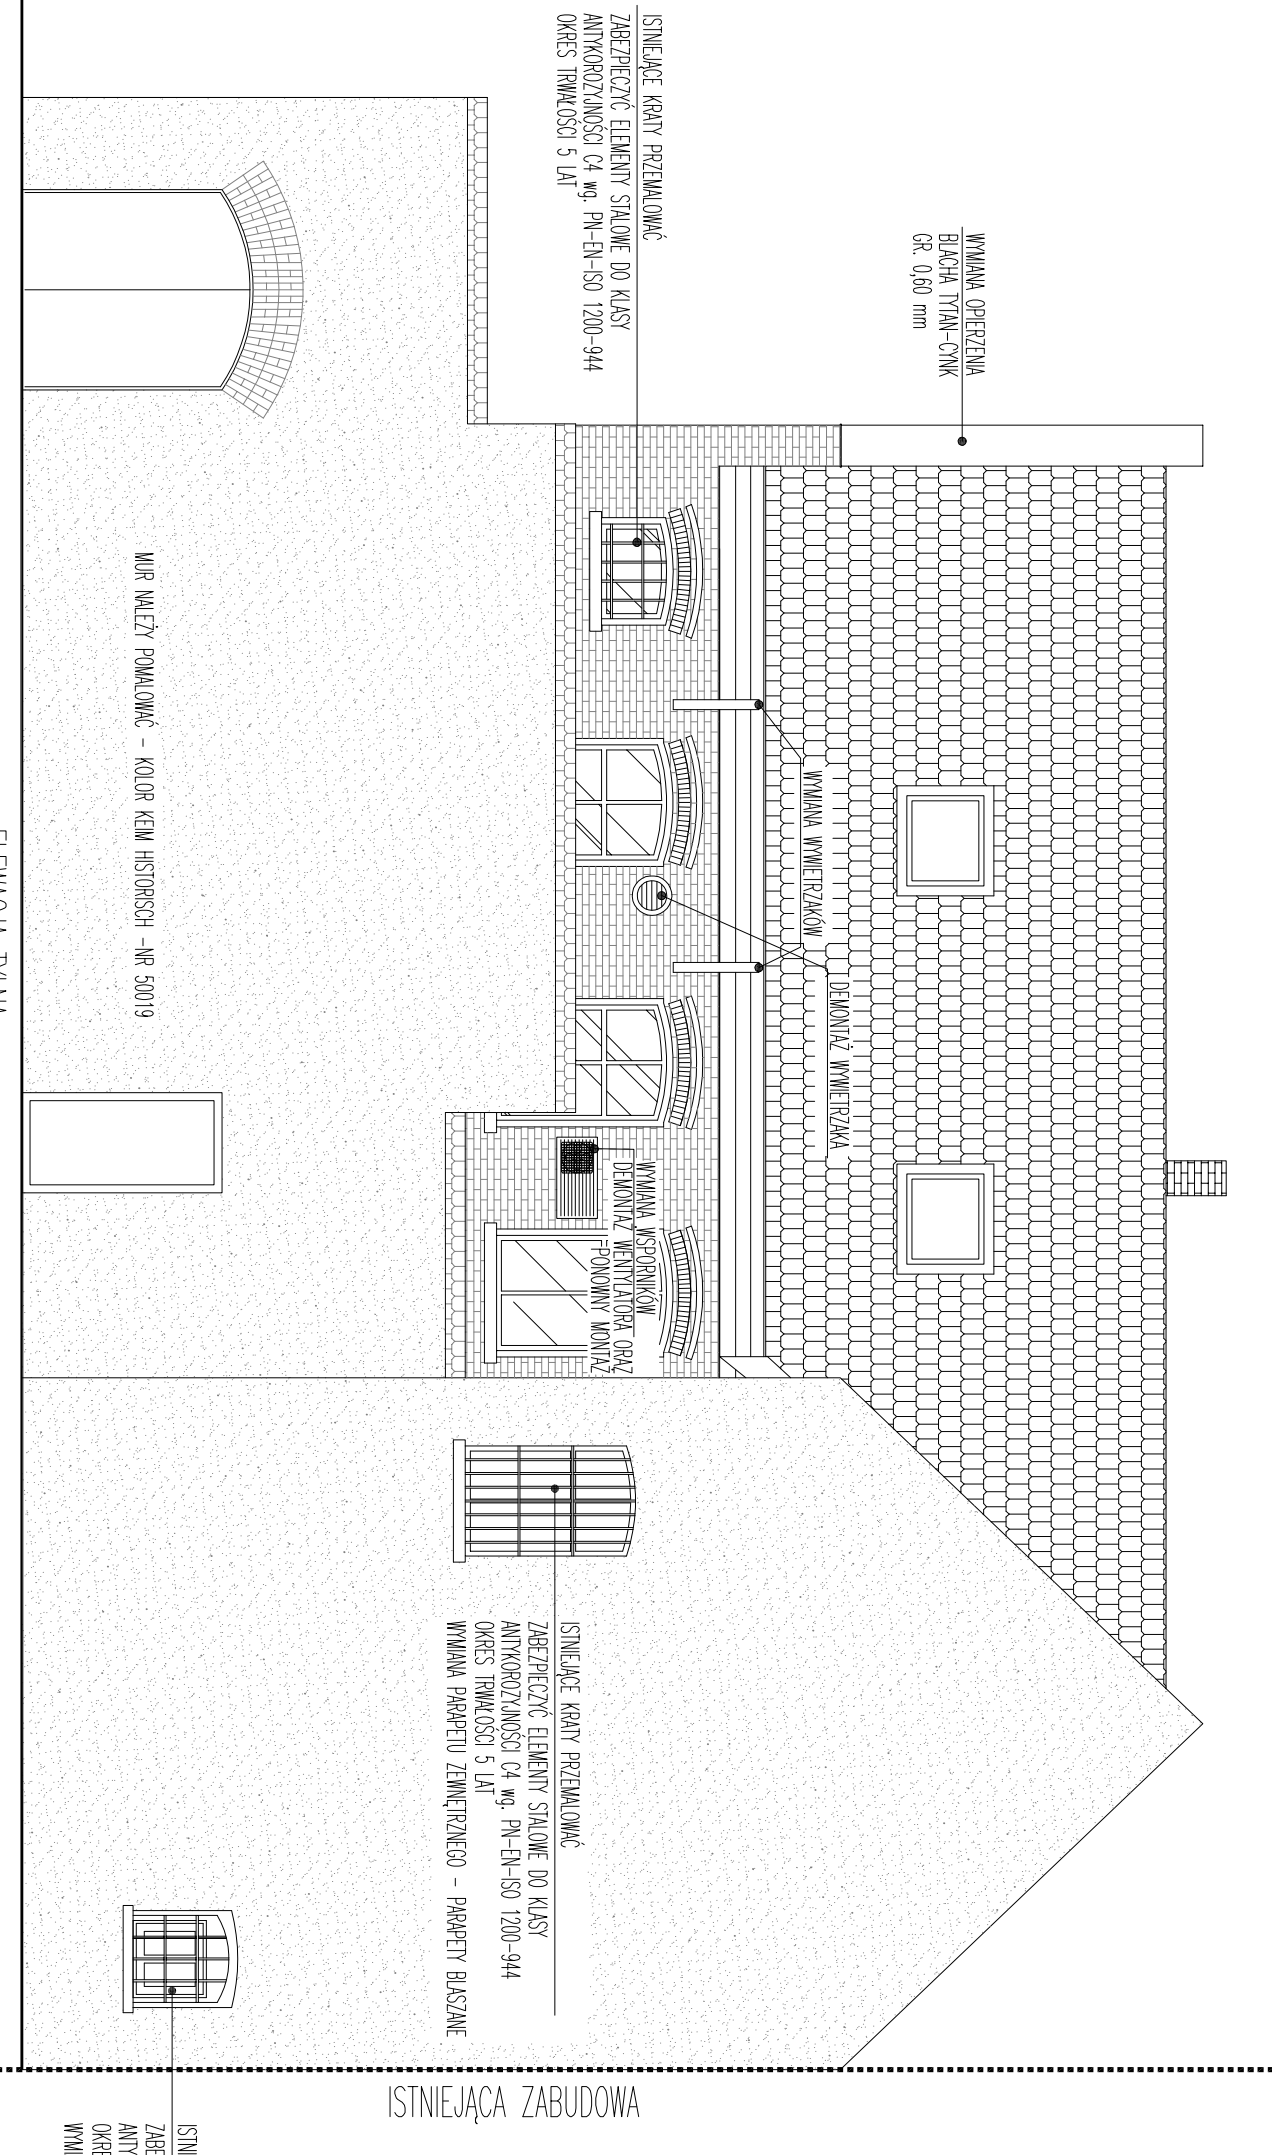 ISTNIEJĄCE KRATY PRZEMALOWAĆ
ZABEZPIECZYĆ ELEMENTY STALOWE DO KLASY
ANTYKOROZYJNOŚCI C4 wg. PN-EN-ISO 1200-944
OKRES TRWAŁOŚCI 5 LAT
WYMIANA OPIERZENIA
BLACHA TYTAN-CYNK
GR. 0,60 mm
WYMIANA WYWIETRZAKÓW
DEMONTAŻ WYWIETRZAKA
WYMIANA WSPORNIKÓW
DEMONTAŻ WENTYLATORA ORAZ
PONOWNY MONTAŻ
MUR NALEŻY POMALOWAĆ - KOLOR KEIM HISTORISCH -NR 50019
ISTNIEJĄCE KRATY PRZEMALOWAĆ
ZABEZPIECZYĆ ELEMENTY STALOWE DO KLASY
ANTYKOROZYJNOŚCI C4 wg. PN-EN-ISO 1200-944
OKRES TRWAŁOŚCI 5 LAT
WYMIANA PARAPETU ZEWNĘTRZNEGO - PARAPETY BLASZANE
ISTNIEJĄCA ZABUDOWA